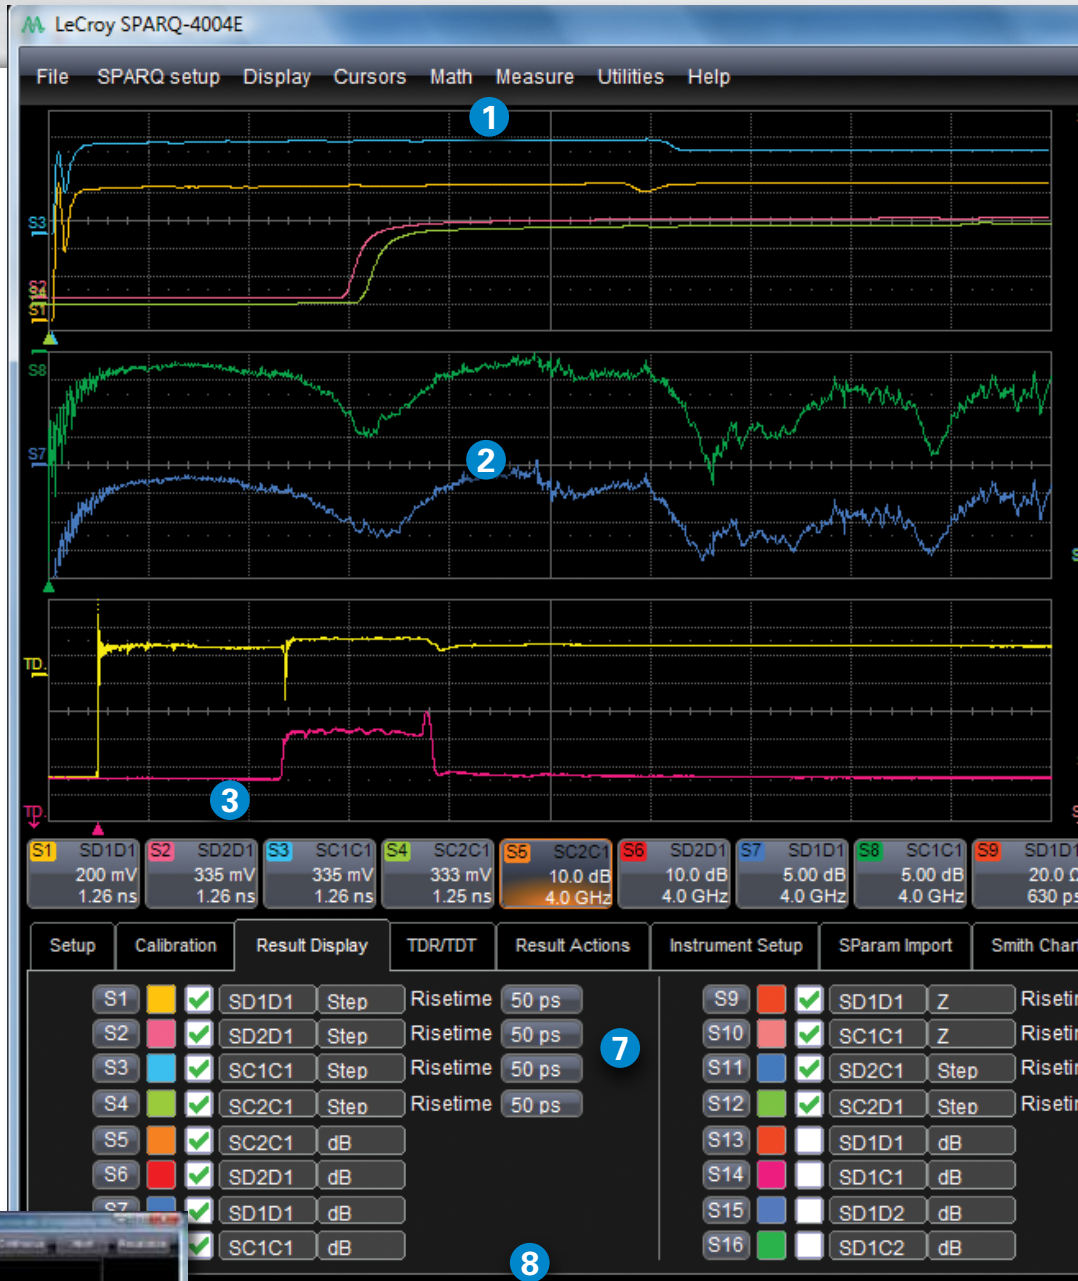 LeCroy SPARQ-4004E
File SPARQ setup Display Cursors Math Measure Utilities Help
1
S3
S2
S1
S8
S7
2
TD.
TD.
3
S1 SD1D1 S2 SD2D1 S3 SC1C1 S4 SC2C1 S5 SC2C1 S6 SD2D1 S7 SD1D1 S8 SC1C1 S9 SD1D1
200 mV 335 mV 335 mV 333 mV 10.0 dB 10.0 dB 5.00 dB 5.00 dB 20.0 Ω
1.26 ns 1.26 ns 1.26 ns 1.25 ns 4.0 GHz 4.0 GHz 4.0 GHz 4.0 GHz 630 ps
Setup Calibration Result Display TDR/TDT Result Actions Instrument Setup SParam Import Smith Chart
S1 SD1D1 Step Risetime 50 ps S9 SD1D1 Z
S2 SD2D1 Step Risetime 50 ps S10 SC1C1 Z
7
S3 SC1C1 Step Risetime 50 ps S11 SD2C1 Step
S4 SC2C1 Step Risetime 50 ps S12 SC2D1 Step
S5 SC2C1 dB S13 SD1D1 dB
S6 SD2D1 dB S14 SD1C1 dB
S7 SD1D1 dB S15 SD1D2 dB
SC1C1 dB S16 SD1C2 dB
8